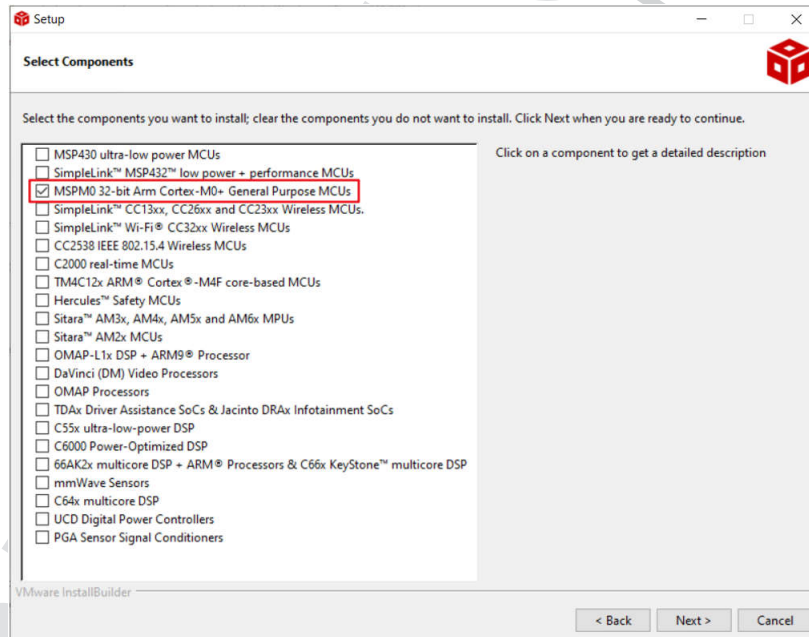 Setup
Select Components
Select the components you want to install; clear the components you do not want to install. Click Next when you are ready to continue.
MSP430 ultra-low power MCUs
SimpleLink™ MSP432™ low power + performance MCUs
MSPM0 32-bit Arm Cortex-M0+ General Purpose MCUs
SimpleLink™ CC13xx, CC26xx and CC23xx Wireless MCUs.
SimpleLink™ Wi-Fi® CC32xx Wireless MCUs
CC2538 IEEE 802.15.4 Wireless MCUs
C2000 real-time MCUs
TM4C12x ARM® Cortex®-M4F core-based MCUs
Hercules™ Safety MCUs
Sitara™ AM3x, AM4x, AM5x and AM6x MPUs
Sitara™ AM2x MCUs
OMAP-L1x DSP + ARM9® Processor
DaVinci (DM) Video Processors
OMAP Processors
TDAx Driver Assistance SoCs & Jacinto DRAx Infotainment SoCs
C55x ultra-low-power DSP
C6000 Power-Optimized DSP
66AK2x multicore DSP + ARM® Processors & C66x KeyStone™ multicore DSP
mmWave Sensors
C64x multicore DSP
UCD Digital Power Controllers
PGA Sensor Signal Conditioners
Click on a component to get a detailed description
VMware InstallBuilder
< Back
Next >
Cancel